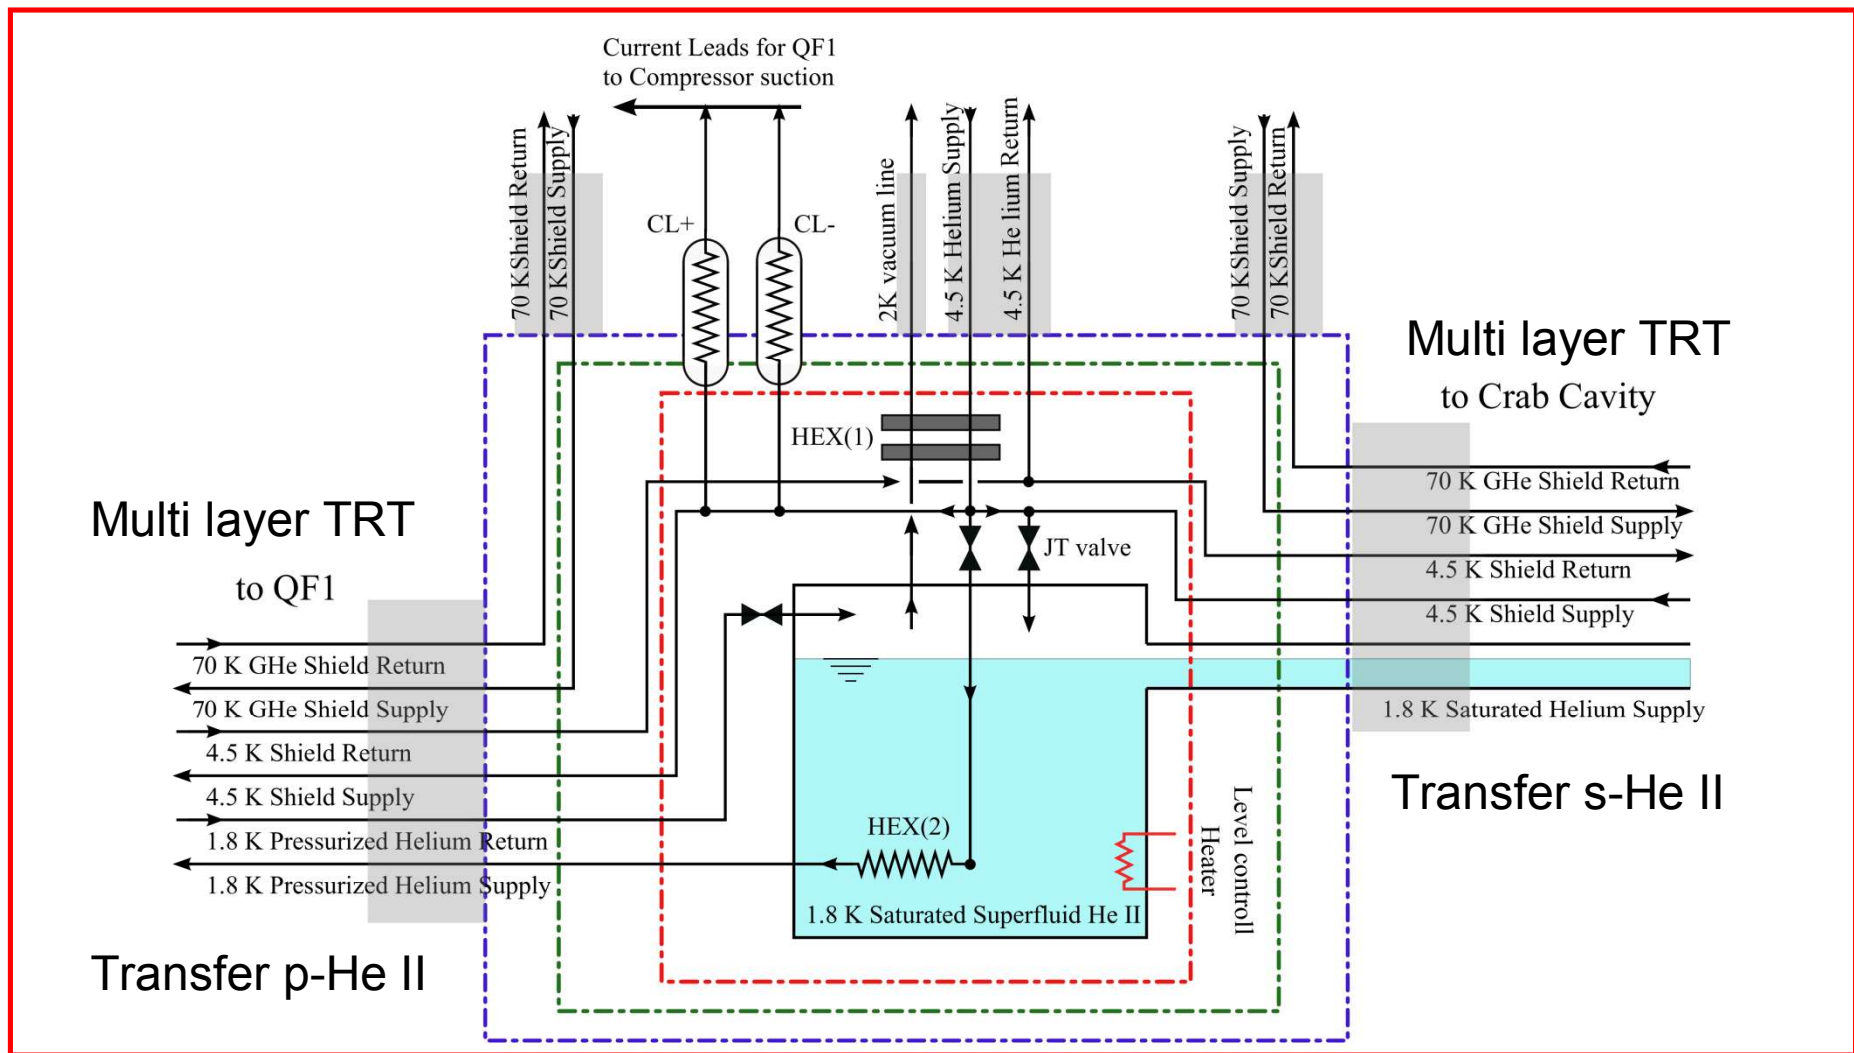 Current Leads for QF1
to Compressor suction
70 KShield Return
70 KShield Supply
CL+
CL-
2K vacuum line
4.5 K Helium Supply
4.5 K He lium Return
70 KShield Supply
70 KShield Return
Multi layer TRT
to Crab Cavity
HEX(1)
70 K GHe Shield Return
70 K GHe Shield Supply
JT valve
4.5 K Shield Return
4.5 K Shield Supply
1.8 K Saturated Helium Supply
Transfer s-He II
Multi layer TRT
to QF1
70 K GHe Shield Return
70 K GHe Shield Supply
4.5 K Shield Return
4.5 K Shield Supply
1.8 K Pressurized Helium Return
1.8 K Pressurized Helium Supply
Transfer p-He II
HEX(2)
1.8 K Saturated Superfluid He II
Level controll
Heater